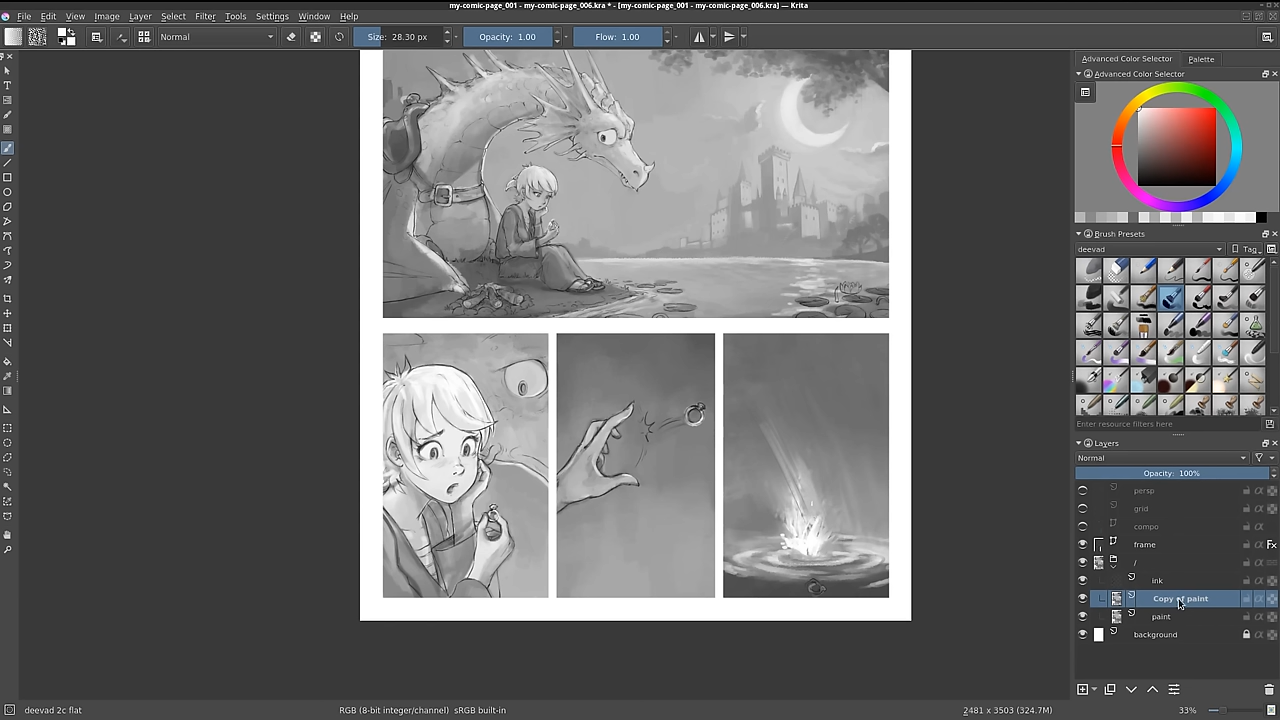 my-comic-page_001 - my-comic-page_006.kra * - [my-comic-page_001 - my-comic-page_006.kra] — Krita
File Edit View Image Layer Select Filter Tools Settings Window Help
Normal Size: 28.30 px Opacity: 1.00 Flow: 1.00
Advanced Color Selector Palette
Advanced Color Selector
Brush Presets
deevad Tag
Enter resource filters here
Layers
Normal
Opacity: 100%
persp
grid
compo
frame Fx
/
ink
Copy of paint
paint
background
deevad 2c flat RGB (8-bit integer/channel) sRGB built-in 2481 x 3503 (324.7M) 33%